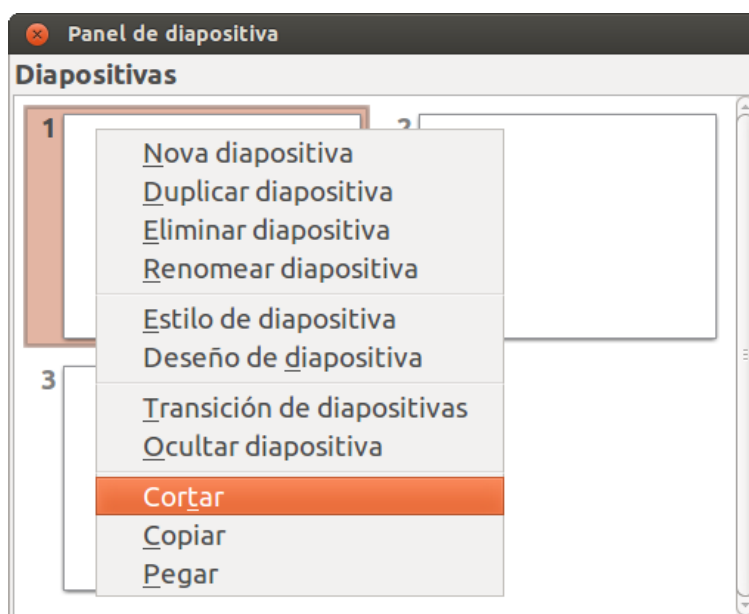 Panel de diapositiva
Diapositivas
1
2
Nova diapositiva
Duplicar diapositiva
Eliminar diapositiva
Renomear diapositiva
Estilo de diapositiva
Deseño de diapositiva
3
Transición de diapositivas
Ocultar diapositiva
Cortar
Copiar
Pegar